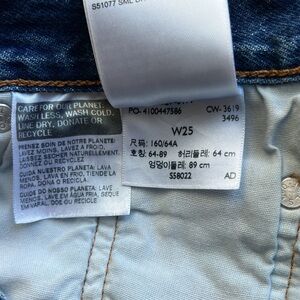 S51077 SML
PO-4100447586
CW-3619
3496
W25
尺碼: 160/64A
호칭: 64-89 허리둘레: 64 cm
엉덩이둘레: 89 cm
S58022 AD
CARE FOR OUR PLANET.
WASH LESS, WASH COLD,
LINE DRY, DONATE OR
RECYCLE
PRENEZ SOIN DE NOTRE PLANÈTE:
LAVEZ MOINS, LAVEZ À FROID,
LAISSEZ SÉCHER NATURELLEMENT,
DONNEZ OU RECYCLEZ.
CUIDA NUESTRO PLANETA: LAVA
MENOS, LAVA EN FRÍO, TIENDE LA
ROPA, DONA O RECICLA.
CUIDE DO NOSSO PLANETA: LAVE
MENOS, LAVE EM ÁGUA FRIA, SEQUE
EM VARAL, DOE OU RECICLE.